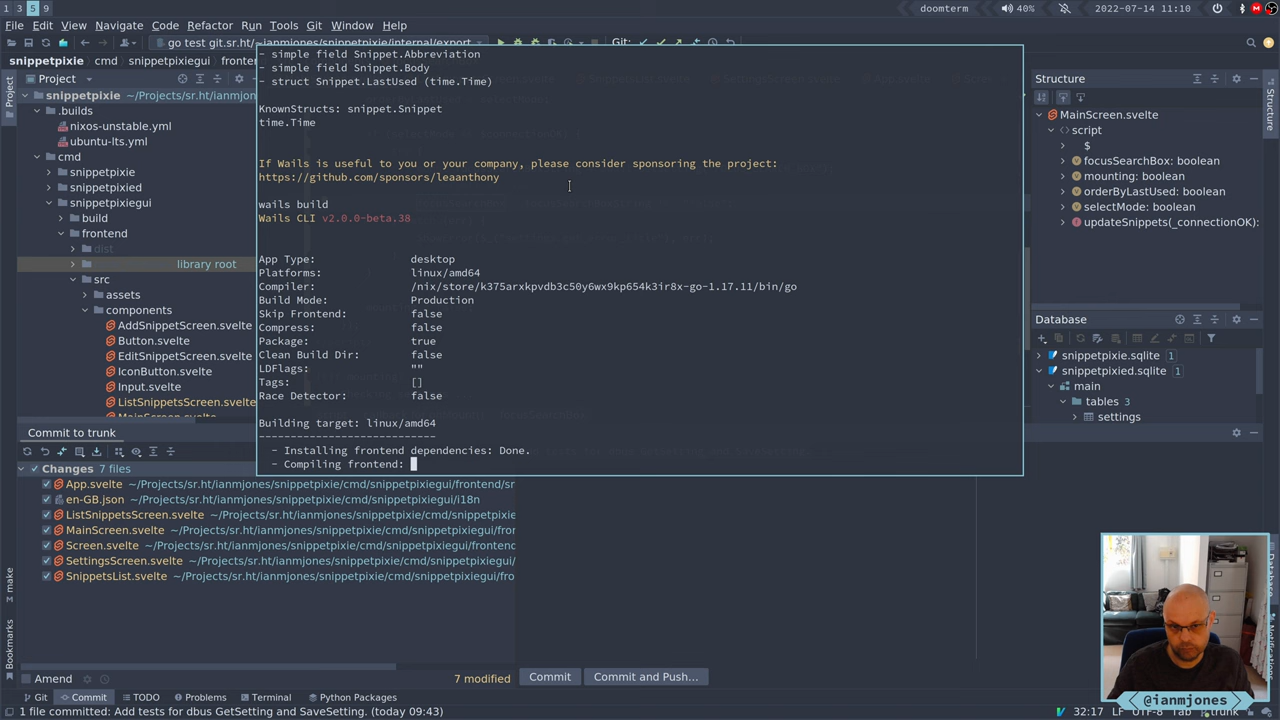 1 3 5 9
doomterm
40%
2022-07-14 11:10
File Edit View Navigate Code Refactor Run Tools Git Window Help
go test git.sr.ht/ianmjones/snippetpixie/internal/export
Git:
snippetpixie cmd snippetpixiegui
Project
snippetpixie ~/Projects/sr.ht/ianmj
.builds
nixos-unstable.yml
ubuntu-lts.yml
cmd
snippetpixie
snippetpixied
snippetpixiegui
build
frontend
dist
library root
src
assets
components
AddSnippetScreen.svelte
Button.svelte
EditSnippetScreen.svelte
IconButton.svelte
Input.svelte
ListSnippetsScreen.svelte
MainScreen.svelte
- simple field Snippet.Abbreviation
- simple field Snippet.Body
- struct Snippet.LastUsed (time.Time)
KnownStructs: snippet.Snippet
time.Time
If Wails is useful to you or your company, please consider sponsoring the project:
https://github.com/sponsors/leaanthony
wails build
Wails CLI v2.0.0-beta.38
App Type: desktop
Platforms: linux/amd64
Compiler: /nix/store/k375arxkpvdb3c50y6wx9kp654k3ir8x-go-1.17.11/bin/go
Build Mode: Production
Skip Frontend: false
Compress: false
Package: true
Clean Build Dir: false
LDFlags: ""
Tags: []
Race Detector: false
Building target: linux/amd64
--------------------------
- Installing frontend dependencies: Done.
- Compiling frontend:
Structure
MainScreen.svelte
script
$
focusSearchBox: boolean
mounting: boolean
orderByLastUsed: boolean
selectMode: boolean
updateSnippets(_connectionOK):
Database
snippetpixie.sqlite 1
snippetpixied.sqlite 1
main
tables 3
settings
Project
Structure
make
Bookmarks
Database
Notifications
Commit to trunk
Changes 7 files
App.svelte ~/Projects/sr.ht/ianmjones/snippetpixie/cmd/snippetpixiegui/frontend/sr
en-GB.json ~/Projects/sr.ht/ianmjones/snippetpixie/cmd/snippetpixiegui/i18n
ListSnippetsScreen.svelte ~/Projects/sr.ht/ianmjones/snippetpixie/cmd/snippetpixie
MainScreen.svelte ~/Projects/sr.ht/ianmjones/snippetpixie/cmd/snippetpixiegui/fron
Screen.svelte ~/Projects/sr.ht/ianmjones/snippetpixie/cmd/snippetpixiegui/frontend
SettingsScreen.svelte ~/Projects/sr.ht/ianmjones/snippetpixie/cmd/snippetpixiegui/
SnippetsList.svelte ~/Projects/sr.ht/ianmjones/snippetpixie/cmd/snippetpixiegui/fro
Amend
7 modified
Commit
Commit and Push...
Git Commit TODO Problems Terminal Python Packages
1 file committed: Add tests for dbus GetSetting and SaveSetting. (today 09:43)
32:17 LF UTF-8 Tab trunk
@ianmjones